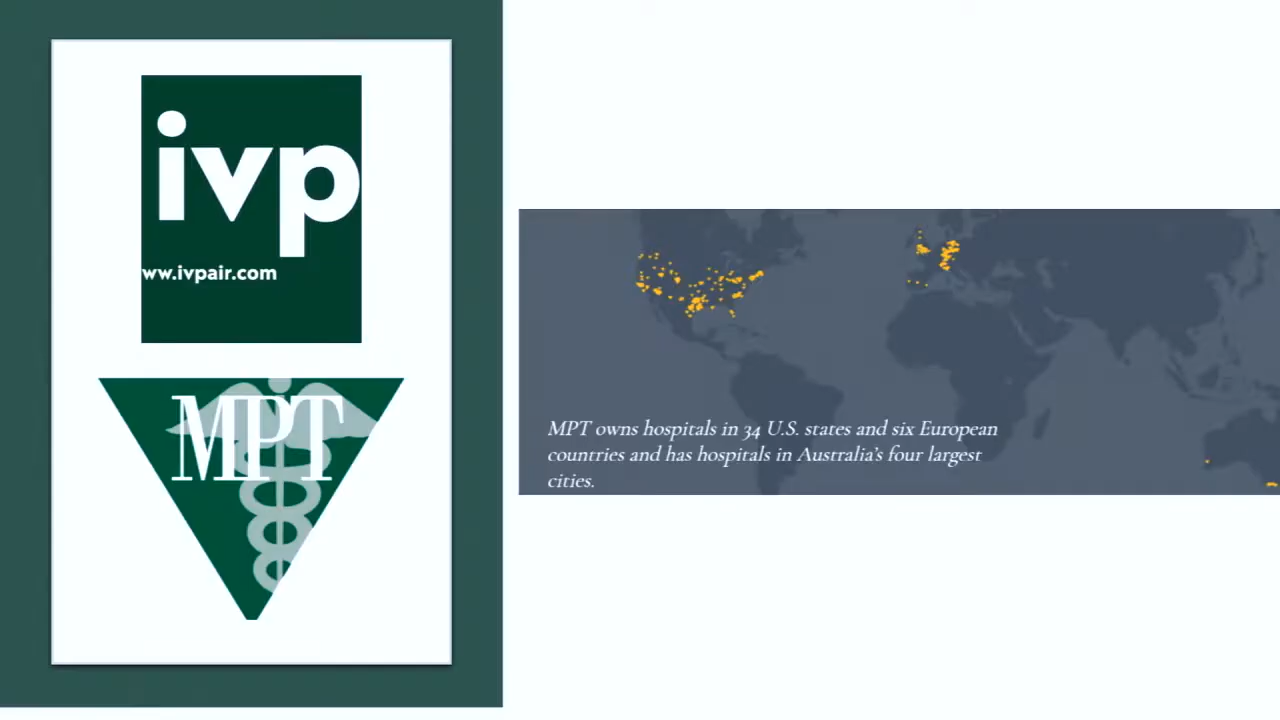 ivp
ww.ivpair.com
MPT
MPT owns hospitals in 34 U.S. states and six European
countries and has hospitals in Australia's four largest
cities.